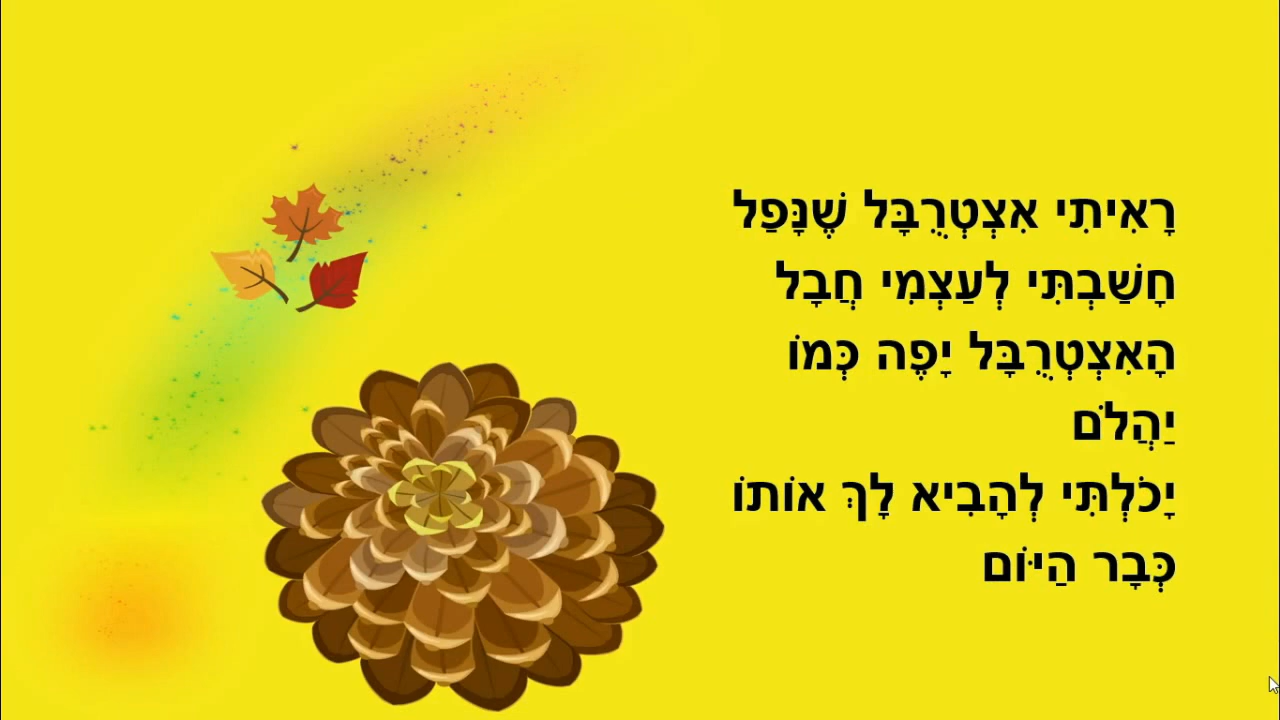 רָאִיתִי אִצְטְרֻבָּל שֶׁנָּפַל
חָשַׁבְתִּי לְעַצְמִי חֲבָל
הָאִצְטְרֻבָּל יָפֶה כְּמוֹ
יַהֲלֹם
יָכֹלְתִּי לְהָבִיא לָךְ אוֹתוֹ
כְּבָר הַיּוֹם